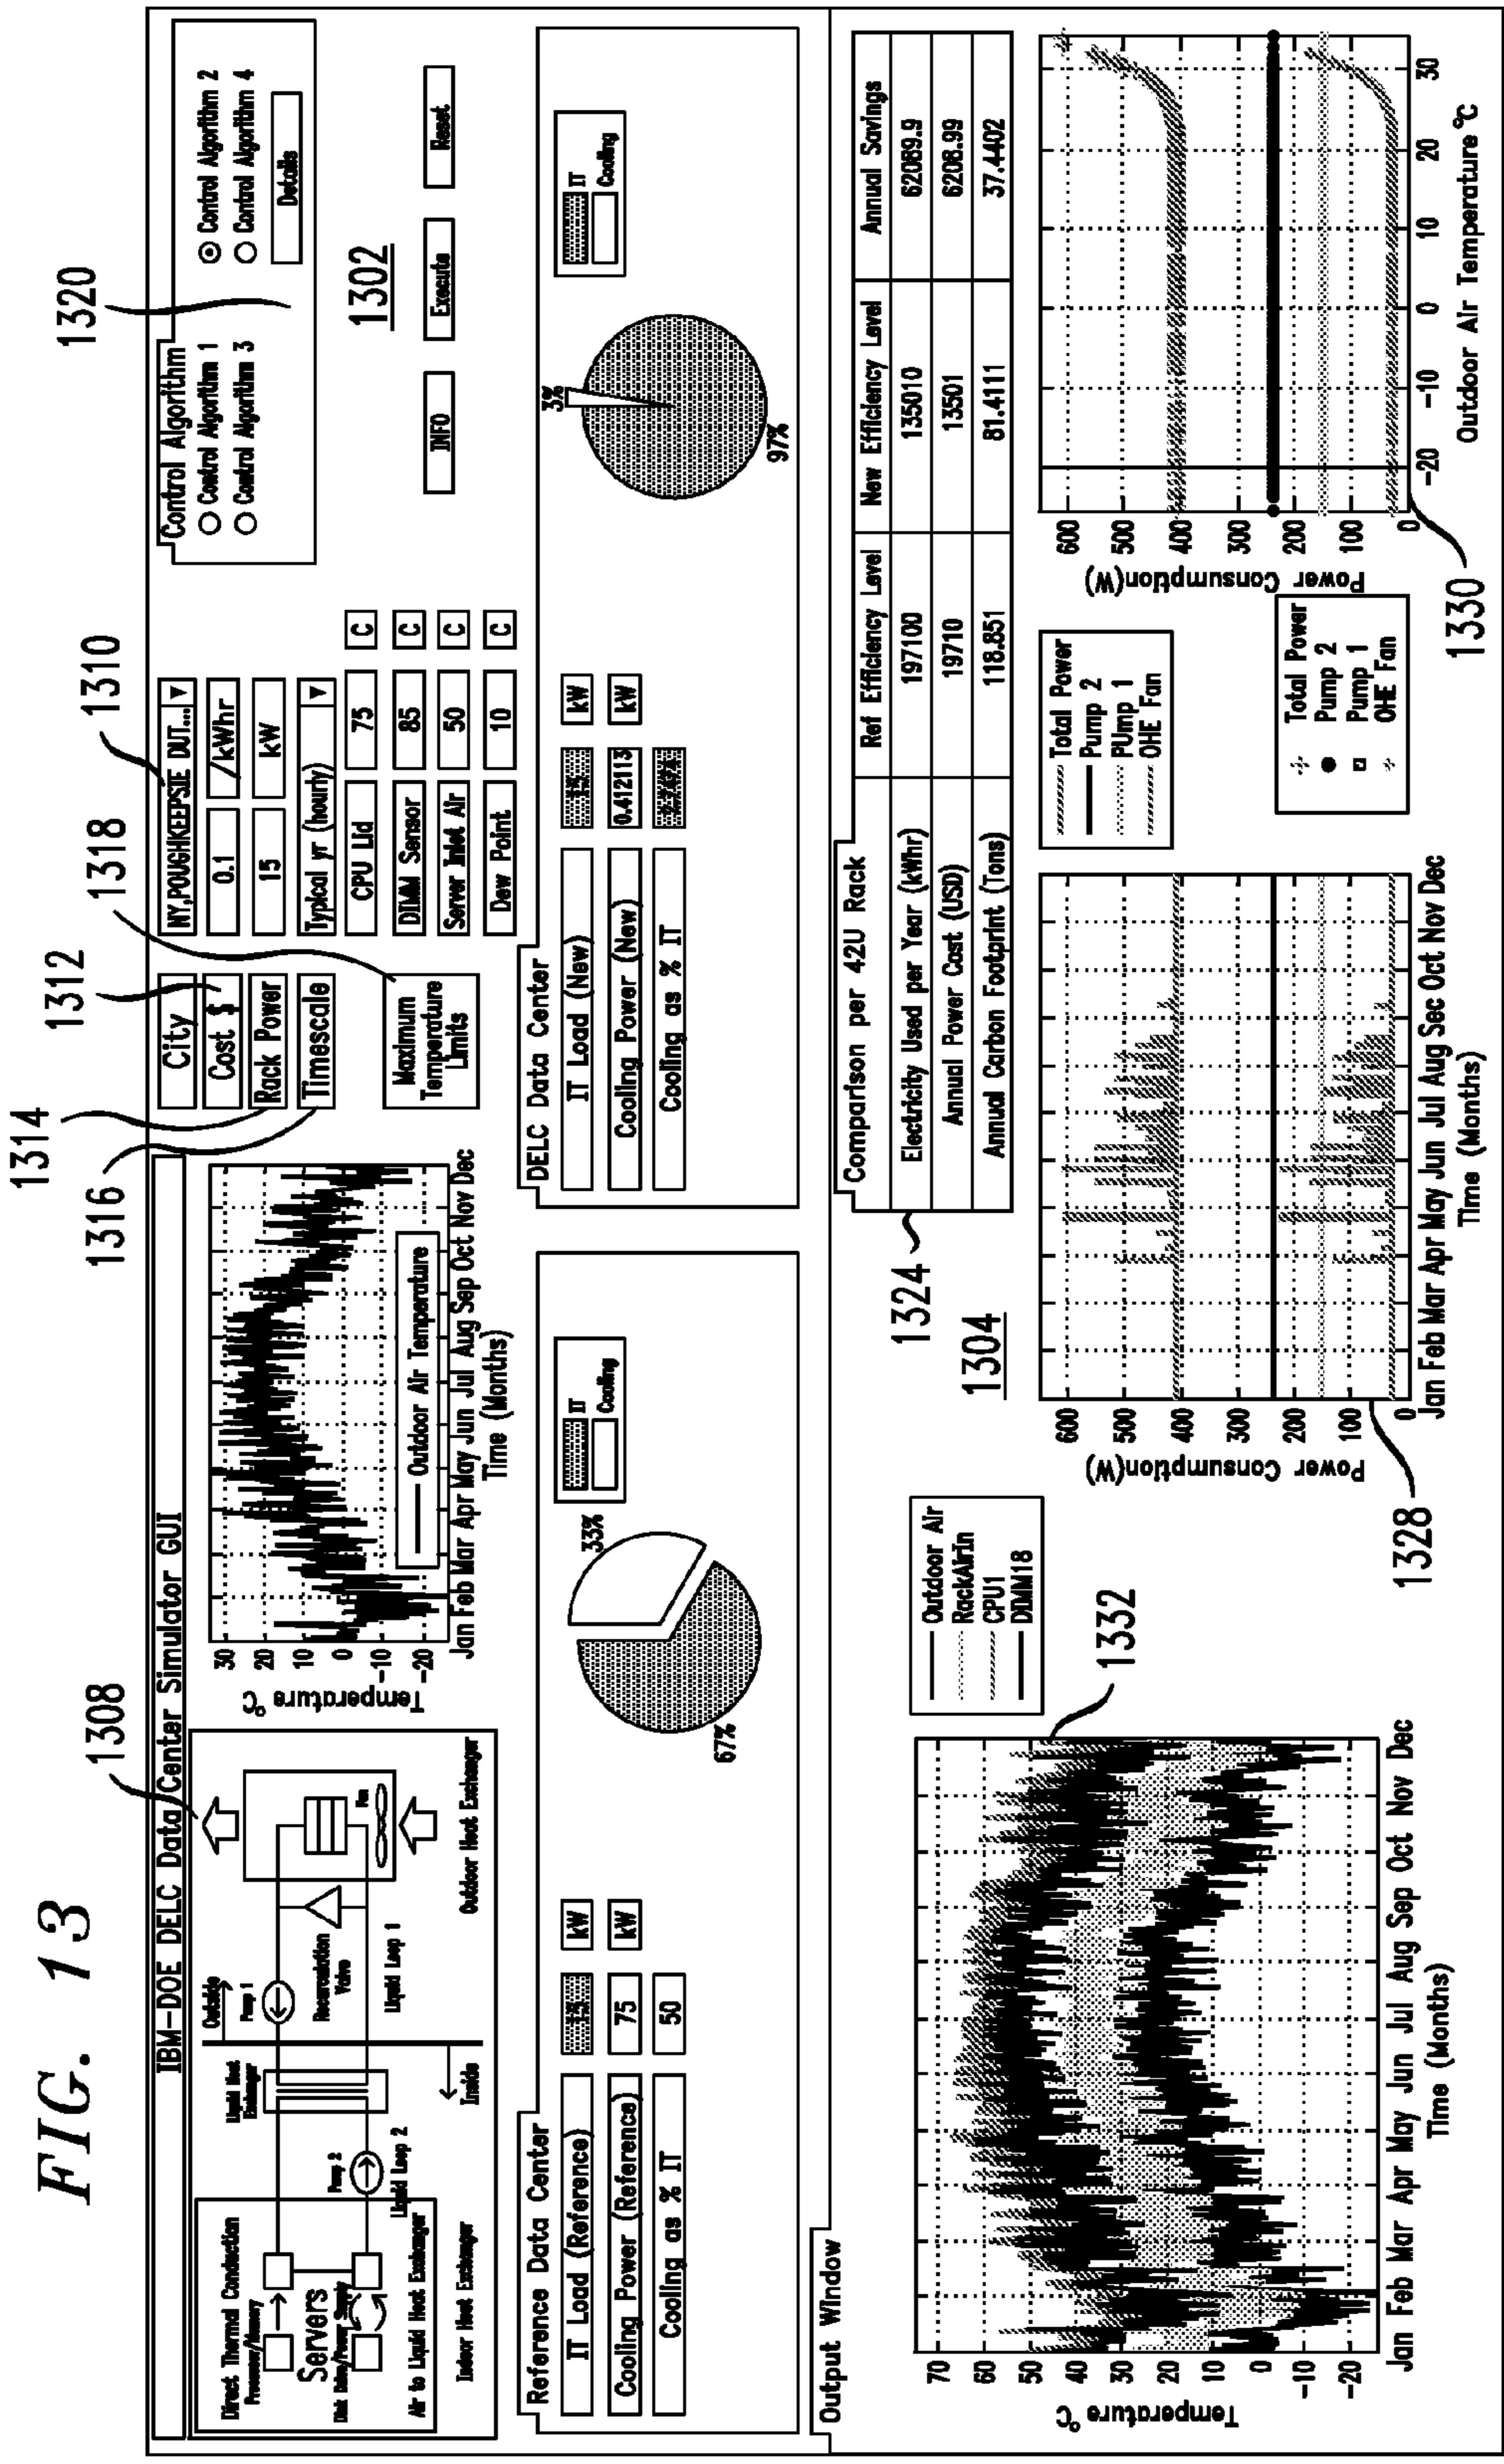 FIG. 13
IBM-DOE DELC Data Center Simulator GUI
1308
Direct Thermal Conduction
Processor/Memory
Servers
Air to Liquid Heat Exchanger
Indoor Heat Exchanger
Pump 2
Liquid Loop 2
Liquid Heat
Exchanger
Inside
Outside
Pump 1
Recirculation
Valve
Liquid Loop 1
Fan
Outdoor Heat Exchanger
Temperature °C
30
20
10
0
-10
-20
Outdoor Air Temperature
Jan Feb Mar Apr May Jun Jul Aug Sep Oct Nov Dec
Time (Months)
1316
1314
1312
1318
1310
City
NY,POUGHKEEPSIE DUT...
Cost $
0.1
/kWhr
Rack Power
15
kW
Timescale
Typical yr (hourly)
Maximum
Temperature
Limits
CPU Lid
75
C
DIMM Sensor
85
C
Server Inlet Air
50
C
Dew Point
10
C
1320
Control Algorithm
Control Algorithm 1
Control Algorithm 2
Control Algorithm 3
Control Algorithm 4
Details
1302
INFO
Execute
Reset
Reference Data Center
IT Load (Reference)
15
kW
Cooling Power (Reference)
75
kW
Cooling as % IT
50
67%
33%
IT
Cooling
DELC Data Center
IT Load (New)
15
kW
Cooling Power (New)
0.412113
kW
Cooling as % IT
3%
97%
IT
Cooling
Output Window
Temperature °C
70
60
50
40
30
20
10
0
-10
-20
Jan Feb Mar Apr May Jun Jul Aug Sep Oct Nov Dec
Time (Months)
Outdoor Air
RackAirIn
CPU1
DIMM18
1332
1324
1304
Comparison per 42U Rack
Ref Efficiency Level
New Efficiency Level
Annual Savings
Electricity Used per Year (kWhr)
197100
135010
62089.9
Annual Power Cost (USD)
19710
13501
6208.99
Annual Carbon Footprint (Tons)
118.851
81.4111
37.4402
Power Consumption(W)
600
500
400
300
200
100
0
Jan Feb Mar Apr May Jun Jul Aug Sec Oct Nov Dec
Time (Months)
1328
Total Power
Pump 2
PUmp 1
OHE Fan
Total Power
Pump 2
Pump 1
OHE Fan
1330
Power Consumption(W)
600
500
400
300
200
100
0
-20
-10
0
10
20
30
Outdoor Air Temperature °C